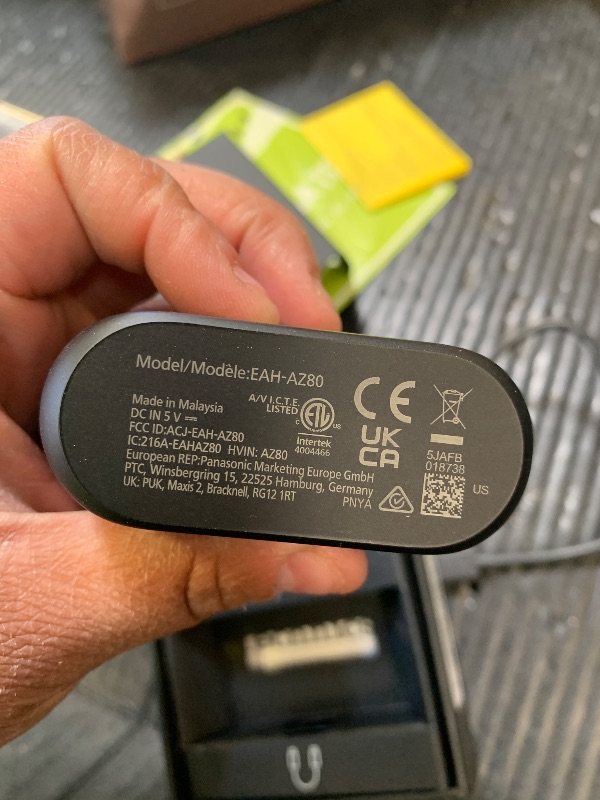 Model/Modèle:EAH-AZ80
Made in Malaysia
DC IN 5 V
FCC ID:ACJ-EAH-AZ80
IC:216A-EAHAZ80 HVIN: AZ80
European REP:Panasonic Marketing Europe GmbH
PTC, Winsbergring 15, 22525 Hamburg, Germany
UK: PUK, Maxis 2, Bracknell, RG12 1RT
PNYA
A/V I.C.T.E.
LISTED
C ETL US
Intertek
4004466
CE
UK
CA
5JAFB
018738
US